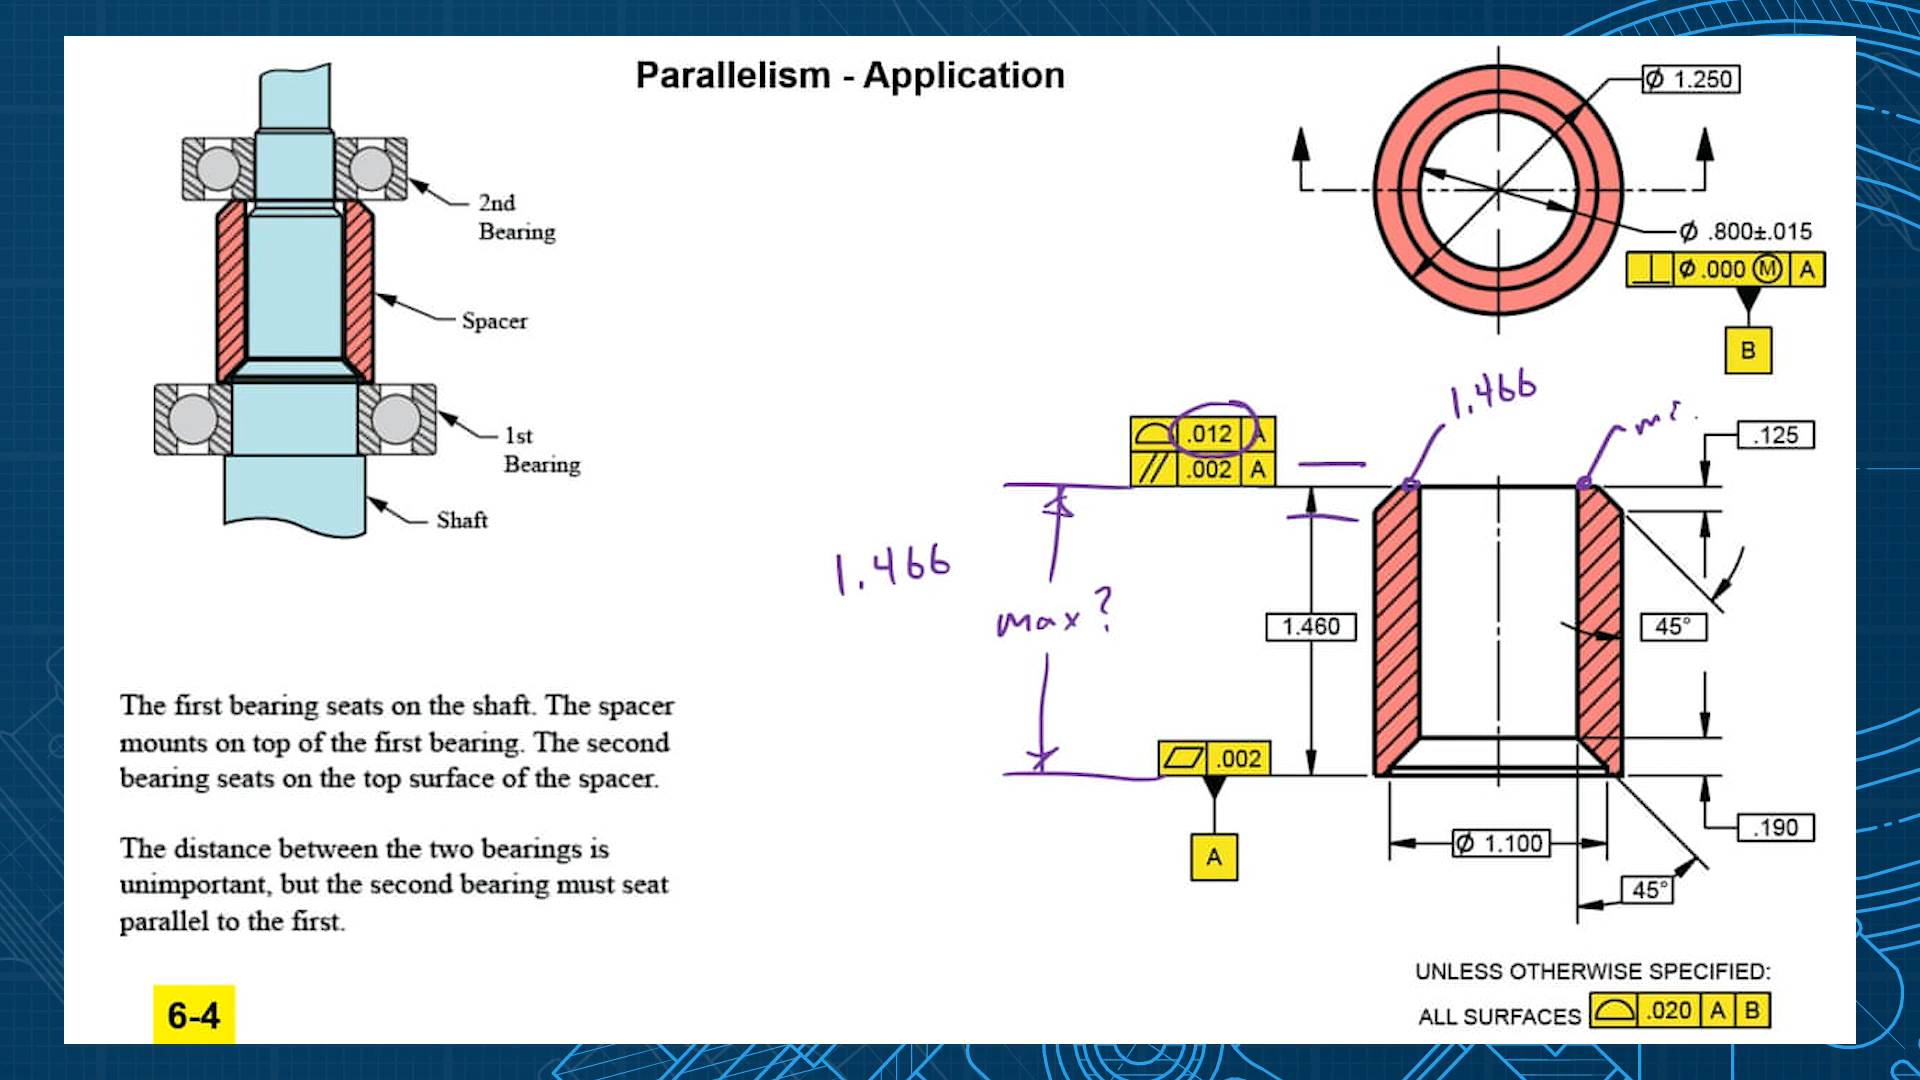 Parallelism - Application
2nd
Bearing
Spacer
1st
Bearing
Shaft
The first bearing seats on the shaft. The spacer
mounts on top of the first bearing. The second
bearing seats on the top surface of the spacer.
The distance between the two bearings is
unimportant, but the second bearing must seat
parallel to the first.
6-4
Ø 1.250
Ø .800±.015
⊥ Ø .000 Ⓜ A
B
1.466
.125
⌓ .012 A
// .002 A
1.466
max?
1.460
45°
⏥ .002
A
Ø 1.100
.190
45°
UNLESS OTHERWISE SPECIFIED:
ALL SURFACES ⌓ .020 A B